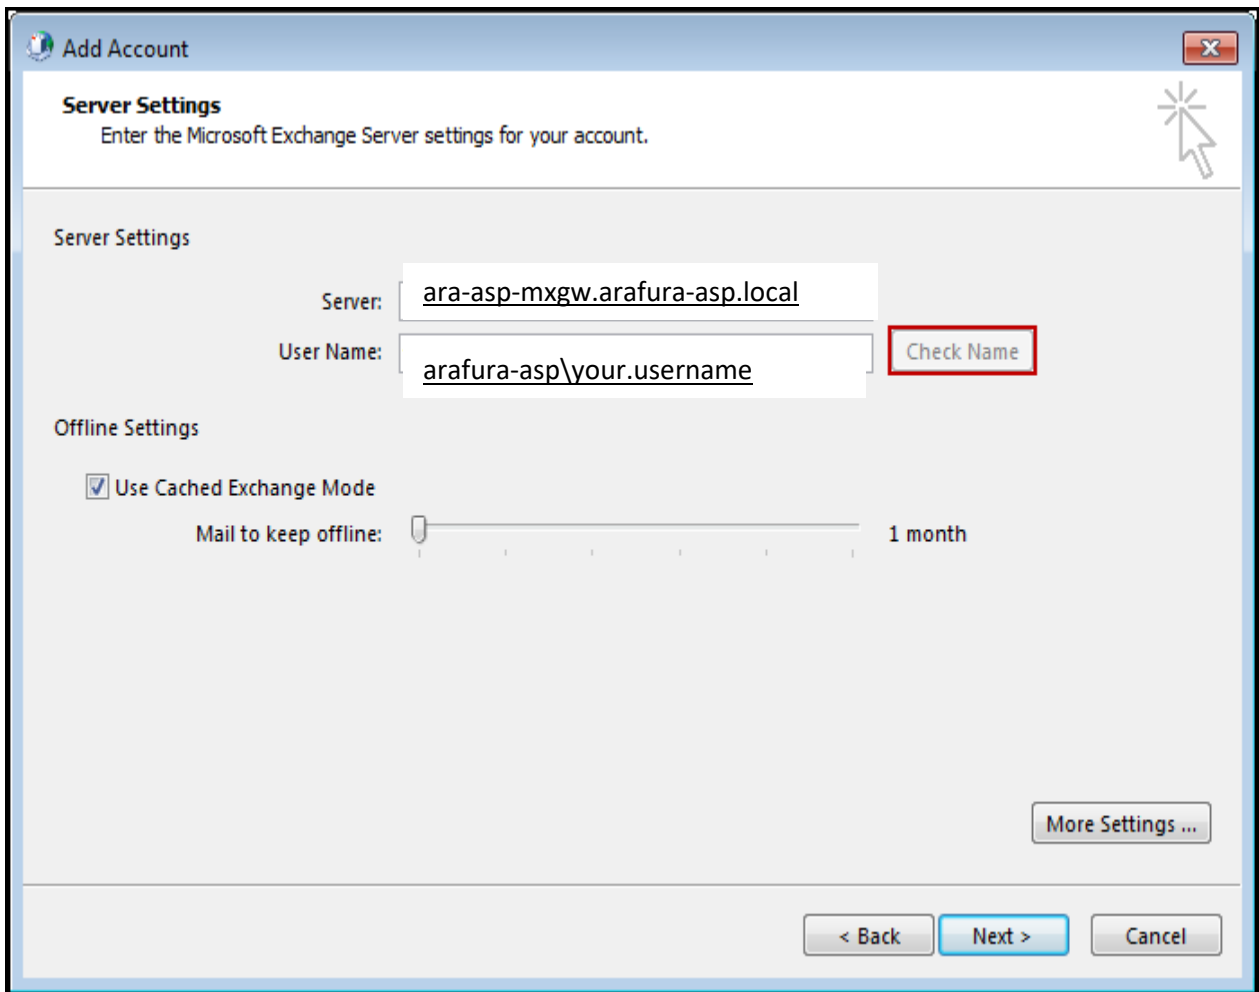 Add Account
Server Settings
Enter the Microsoft Exchange Server settings for your account.
Server Settings
Server: ara-asp-mxgw.arafura-asp.local
User Name: arafura-asp\your.username Check Name
Offline Settings
Use Cached Exchange Mode
Mail to keep offline: 1 month
More Settings ...
< Back Next > Cancel